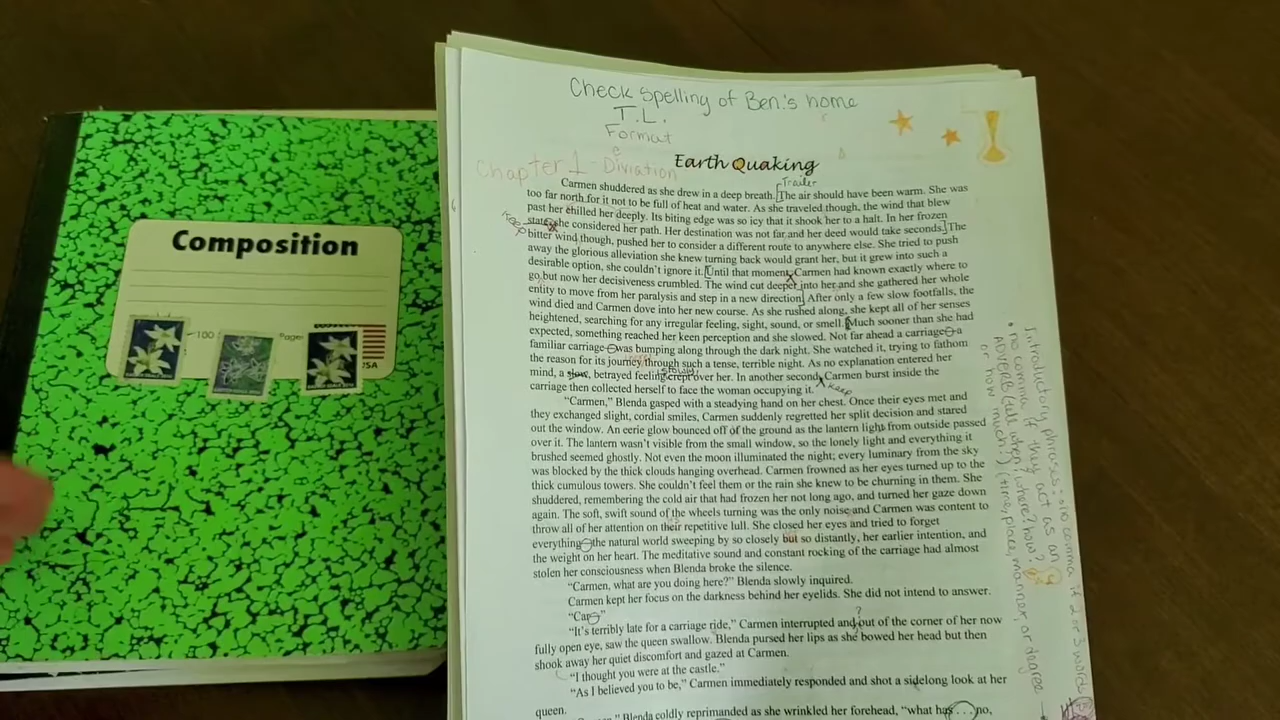 Composition
100
Pages
USA
Check spelling of Ben's home
T.L.
Format
Chapter 1 - Diviation
Earth Quaking
Trailer
Carmen shuddered as she drew in a deep breath. [The air should have been warm. She was
too far north for it not to be full of heat and water. As she traveled though, the wind that blew
past her chilled her deeply. Its biting edge was so icy that it shook her to a halt. In her frozen
Keep
state, she considered her path. Her destination was not far and her deed would take seconds.] The
bitter wind though, pushed her to consider a different route to anywhere else. She tried to push
away the glorious alleviation she knew turning back would grant her, but it grew into such a
desirable option, she couldn't ignore it. [Until that moment, Carmen had known exactly where to
go but now her decisiveness crumbled. The wind cut deeper into her and she gathered her whole
entity to move from her paralysis and step in a new direction.] After only a few slow footfalls, the
wind died and Carmen dove into her new course. As she rushed along, she kept all of her senses
heightened, searching for any irregular feeling, sight, sound, or smell. [Much sooner than she had
expected, something reached her keen perception and she slowed. Not far ahead a carriage – a
familiar carriage – was bumping along through the dark night. She watched it, trying to fathom
the reason for its journey through such a tense, terrible night. As no explanation entered her
slowly
mind, a slow, betrayed feeling crept over her. In another second, Carmen burst inside the
keep
carriage then collected herself to face the woman occupying it.
"Carmen," Blenda gasped with a steadying hand on her chest. Once their eyes met and
they exchanged slight, cordial smiles, Carmen suddenly regretted her split decision and stared
out the window. An eerie glow bounced off of the ground as the lantern light from outside passed
over it. The lantern wasn't visible from the small window, so the lonely light and everything it
brushed seemed ghostly. Not even the moon illuminated the night; every luminary from the sky
was blocked by the thick clouds hanging overhead. Carmen frowned as her eyes turned up to the
thick cumulous towers. She couldn't feel them or the rain she knew to be churning in them. She
shuddered, remembering the cold air that had frozen her not long ago, and turned her gaze down
again. The soft, swift sound of the wheels turning was the only noise and Carmen was content to
throw all of her attention on their repetitive lull. She closed her eyes and tried to forget
everything – the natural world sweeping by so closely but so distantly, her earlier intention, and
the weight on her heart. The meditative sound and constant rocking of the carriage had almost
stolen her consciousness when Blenda broke the silence.
"Carmen, what are you doing here?" Blenda slowly inquired.
Carmen kept her focus on the darkness behind her eyelids. She did not intend to answer.
"Car–"
?
"It's terribly late for a carriage ride," Carmen interrupted and out of the corner of her now
fully open eye, saw the queen swallow. Blenda pursed her lips as she bowed her head but then
shook away her quiet discomfort and gazed at Carmen.
"I thought you were at the castle."
"As I believed you to be," Carmen immediately responded and shot a sidelong look at her
queen.
Blenda coldly reprimanded as she wrinkled her forehead, "what has . . . no,
Introductory phrases: no comma if 2 or 3 words
• no comma if they act as an
ADVERB (tell when? where? how?
or how much?) (time, place, manner, or degree